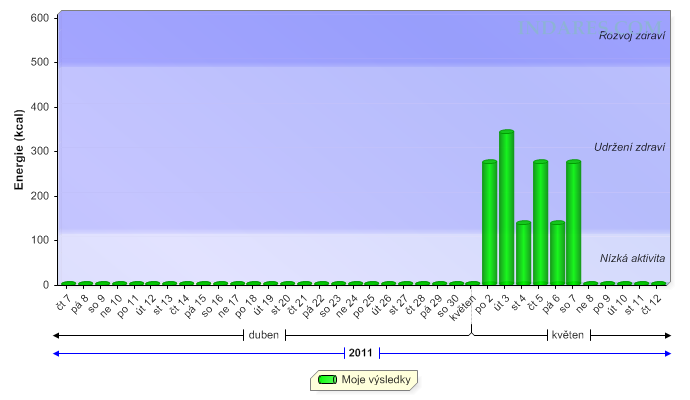 600
Rozvoj zdraví
500
400
300
Udržení zdraví
200
100
Nízká aktivita
0
Energie (kcal)
čt 7
pá 8
so 9
ne 10
po 11
út 12
st 13
čt 14
pá 15
so 16
ne 17
po 18
út 19
st 20
čt 21
pá 22
so 23
ne 24
po 25
út 26
st 27
čt 28
pá 29
so 30
květen
po 2
út 3
st 4
čt 5
pá 6
so 7
ne 8
po 9
út 10
st 11
čt 12
duben
květen
2011
Moje výsledky